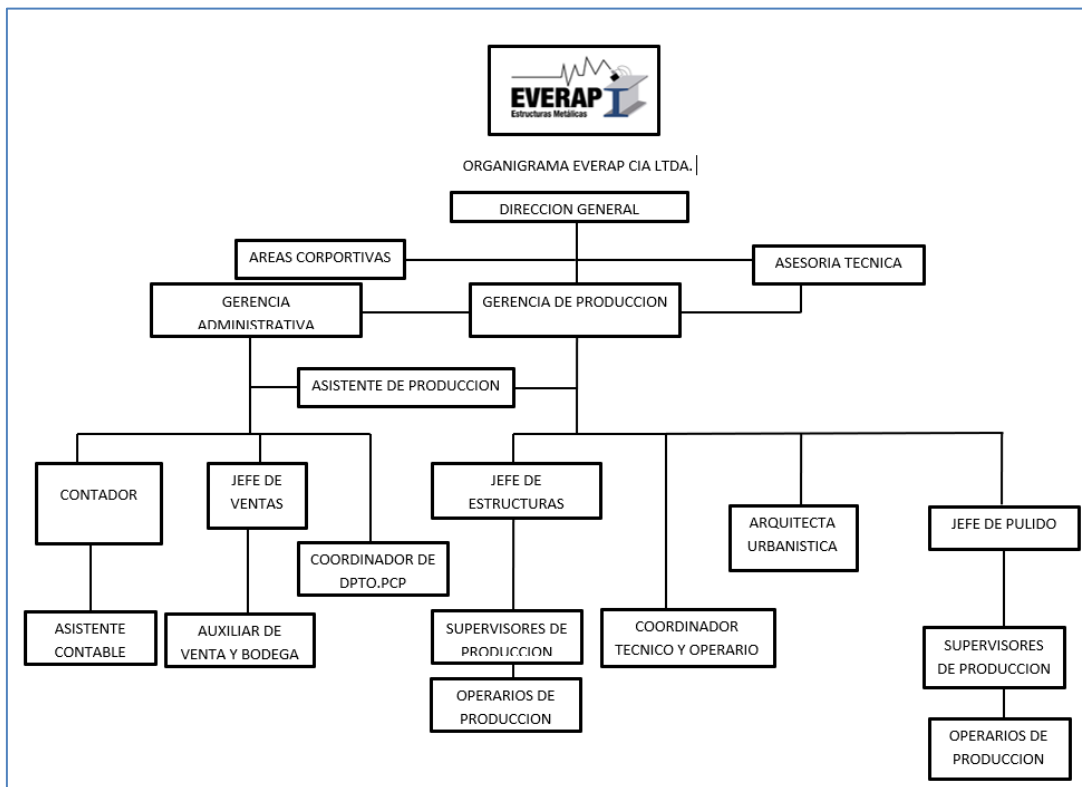 EVERAP
Estructuras Metálicas
ORGANIGRAMA EVERAP CIA LTDA.
DIRECCION GENERAL
AREAS CORPORTIVAS
ASESORIA TECNICA
GERENCIA
ADMINISTRATIVA
GERENCIA DE PRODUCCION
ASISTENTE DE PRODUCCION
CONTADOR
JEFE DE
VENTAS
COORDINADOR DE
DPTO.PCP
JEFE DE
ESTRUCTURAS
ARQUITECTA
URBANISTICA
JEFE DE PULIDO
ASISTENTE
CONTABLE
AUXILIAR DE
VENTA Y BODEGA
SUPERVISORES DE
PRODUCCION
COORDINADOR
TECNICO Y OPERARIO
SUPERVISORES
DE PRODUCCION
OPERARIOS DE
PRODUCCION
OPERARIOS DE
PRODUCCION